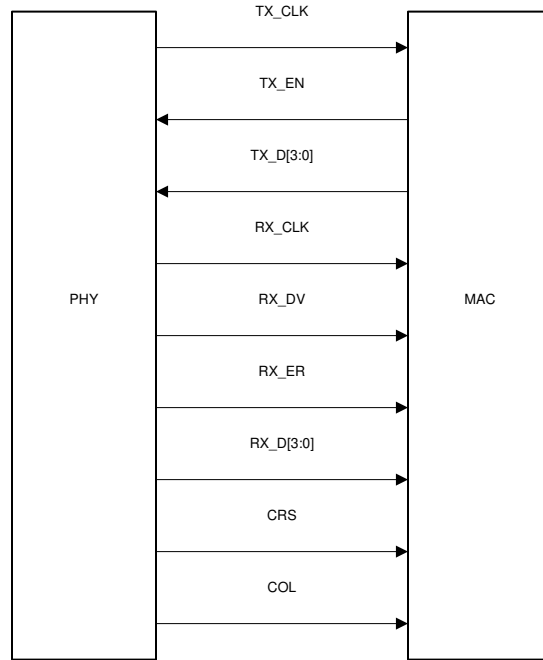 TX_CLK
TX_EN
TX_D[3:0]
RX_CLK
PHY
RX_DV
MAC
RX_ER
RX_D[3:0]
CRS
COL